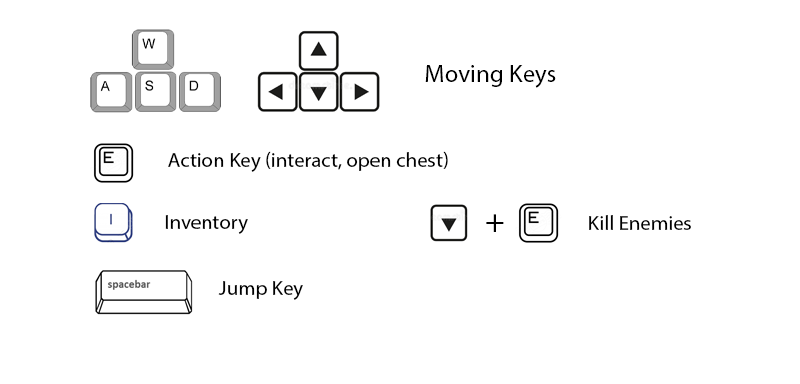 W
A S D
Moving Keys
E Action Key (interact, open chest)
I Inventory
+ E Kill Enemies
spacebar Jump Key